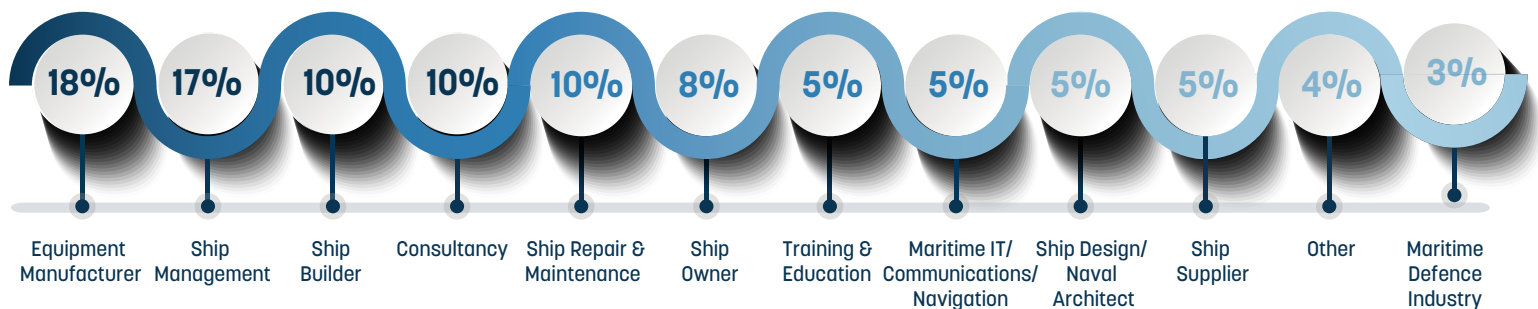 18%
17%
10%
10%
10%
8%
5%
5%
5%
5%
4%
3%
Equipment
Manufacturer
Ship
Management
Ship
Builder
Consultancy
Ship Repair &
Maintenance
Ship
Owner
Training &
Education
Maritime IT/
Communications/
Navigation
Ship Design/
Naval
Architect
Ship
Supplier
Other
Maritime
Defence
Industry